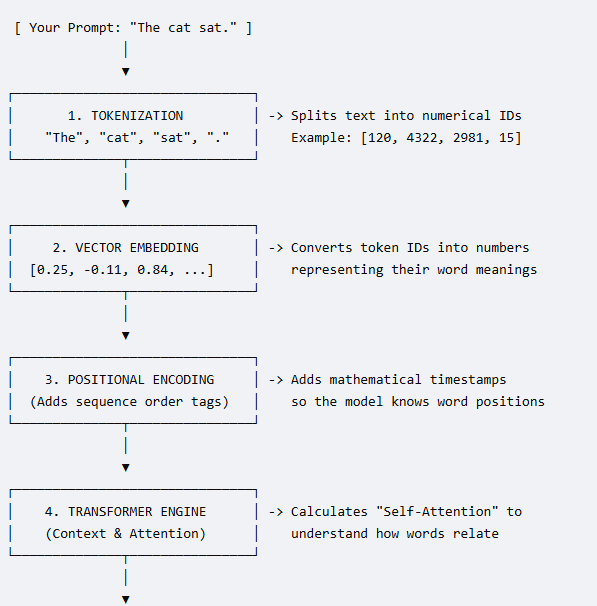 [ Your Prompt: "The cat sat." ]
1. TOKENIZATION -> Splits text into numerical IDs
"The", "cat", "sat", "." Example: [120, 4322, 2981, 15]
2. VECTOR EMBEDDING -> Converts token IDs into numbers
[0.25, -0.11, 0.84, ...] representing their word meanings
3. POSITIONAL ENCODING -> Adds mathematical timestamps
(Adds sequence order tags) so the model knows word positions
4. TRANSFORMER ENGINE -> Calculates "Self-Attention" to
(Context & Attention) understand how words relate